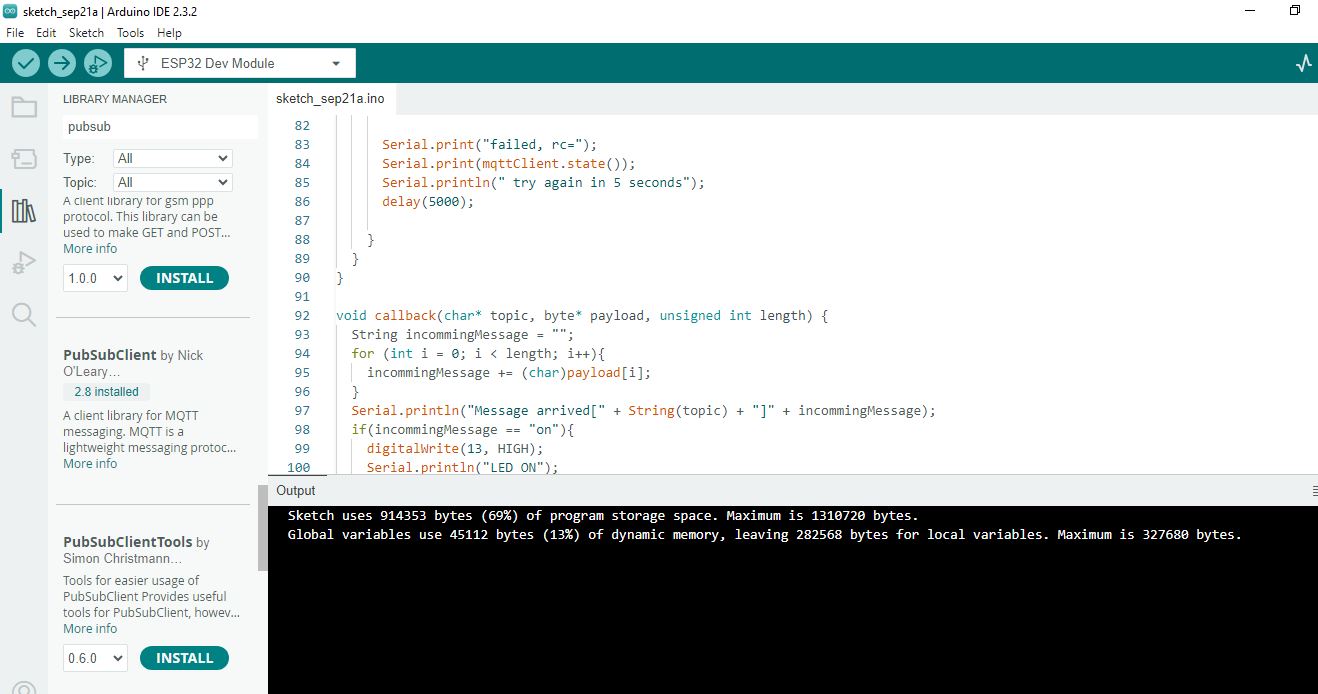 sketch_sep21a | Arduino IDE 2.3.2
File Edit Sketch Tools Help
ESP32 Dev Module
LIBRARY MANAGER
pubsub
Type: All
Topic: All
A client library for gsm ppp
protocol. This library can be
used to make GET and POST...
More info
1.0.0 INSTALL
PubSubClient by Nick
O'Leary...
2.8 installed
A client library for MQTT
messaging. MQTT is a
lightweight messaging protoc...
More info
PubSubClientTools by
Simon Christmann...
Tools for easier usage of
PubSubClient Provides useful
tools for PubSubClient, howev...
More info
0.6.0 INSTALL
sketch_sep21a.ino
82
83 Serial.print("failed, rc=");
84 Serial.print(mqttClient.state());
85 Serial.println(" try again in 5 seconds");
86 delay(5000);
87
88 }
89 }
90 }
91
92 void callback(char* topic, byte* payload, unsigned int length) {
93 String incommingMessage = "";
94 for (int i = 0; i < length; i++){
95 incommingMessage += (char)payload[i];
96 }
97 Serial.println("Message arrived[" + String(topic) + "]" + incommingMessage);
98 if(incommingMessage == "on"){
99 digitalWrite(13, HIGH);
100 Serial.println("LED ON");
Output
Sketch uses 914353 bytes (69%) of program storage space. Maximum is 1310720 bytes.
Global variables use 45112 bytes (13%) of dynamic memory, leaving 282568 bytes for local variables. Maximum is 327680 bytes.